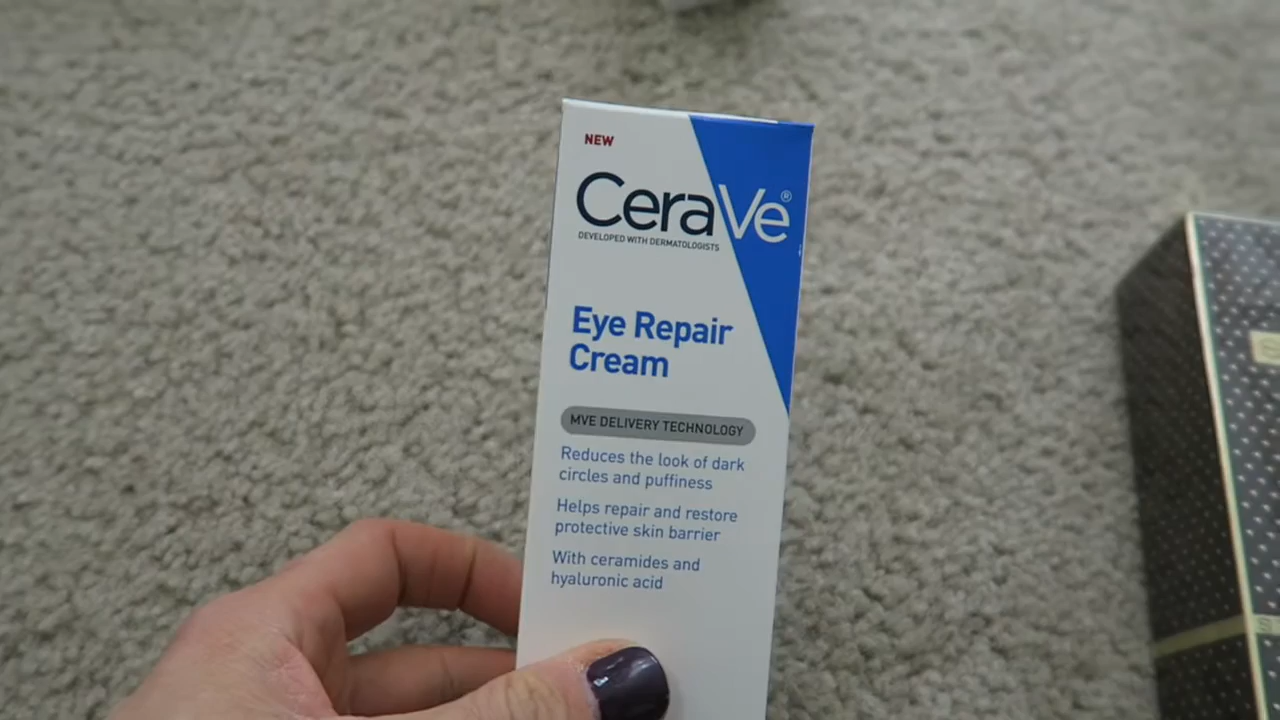 NEW
CeraVe®
DEVELOPED WITH DERMATOLOGISTS
Eye Repair
Cream
MVE DELIVERY TECHNOLOGY
Reduces the look of dark
circles and puffiness
Helps repair and restore
protective skin barrier
With ceramides and
hyaluronic acid